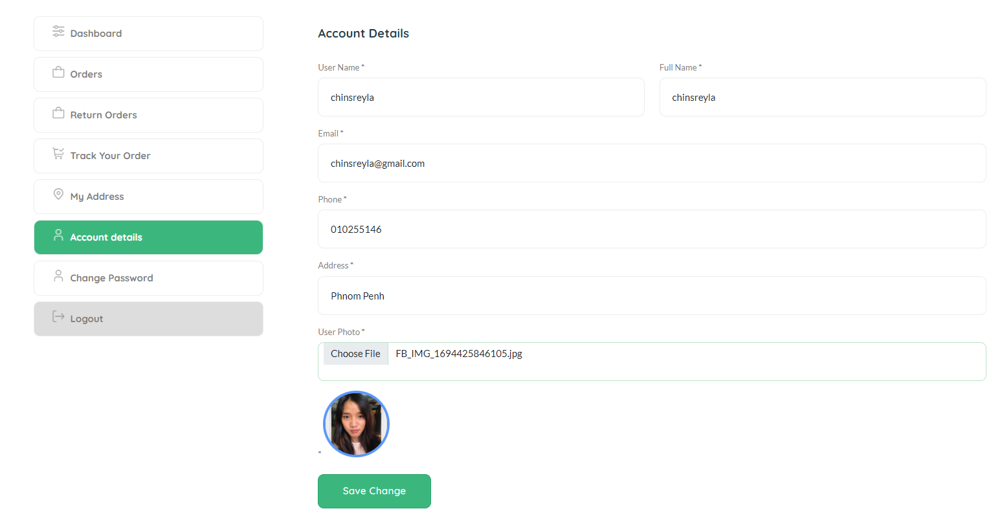 Dashboard
Orders
Return Orders
Track Your Order
My Address
Account details
Change Password
Logout
Account Details
User Name *
Full Name *
chinsreyla
chinsreyla
Email *
chinsreyla@gmail.com
Phone *
010255146
Address *
Phnom Penh
User Photo *
Choose File FB_IMG_1694425846105.jpg
*
Save Change